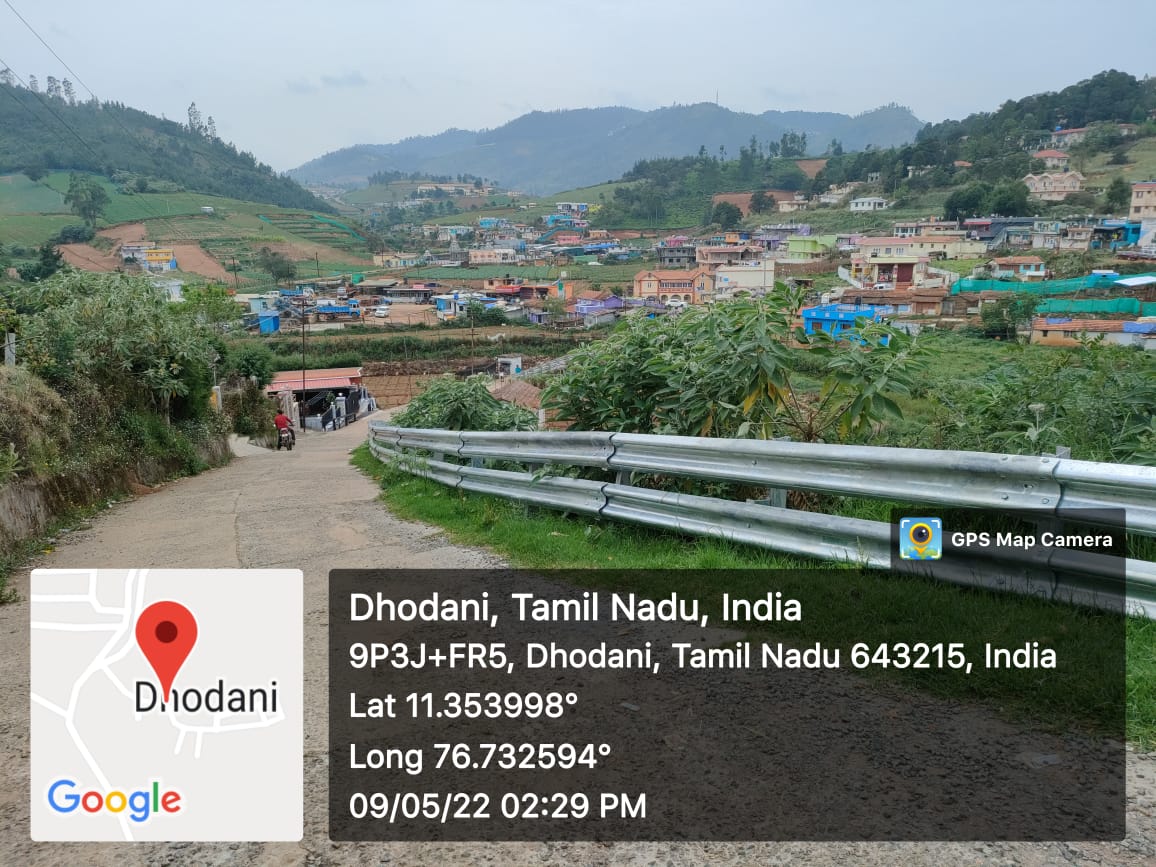 GPS Map Camera
Dhodani, Tamil Nadu, India
9P3J+FR5, Dhodani, Tamil Nadu 643215, India
Lat 11.353998°
Long 76.732594°
09/05/22 02:29 PM
Dhodani
Google